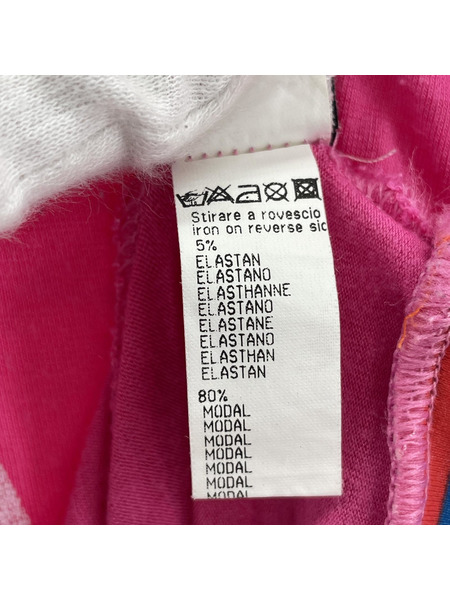 Stirare a rovescio
iron on reverse sid
5%
ELASTAN
ELASTANO
ELASTHANNE
ELASTANO
ELASTANE
ELASTANO
ELASTHAN
ELASTAN
80%
MODAL
MODAL
MODAL
MODAL
MODAL
MODAL
MODAL